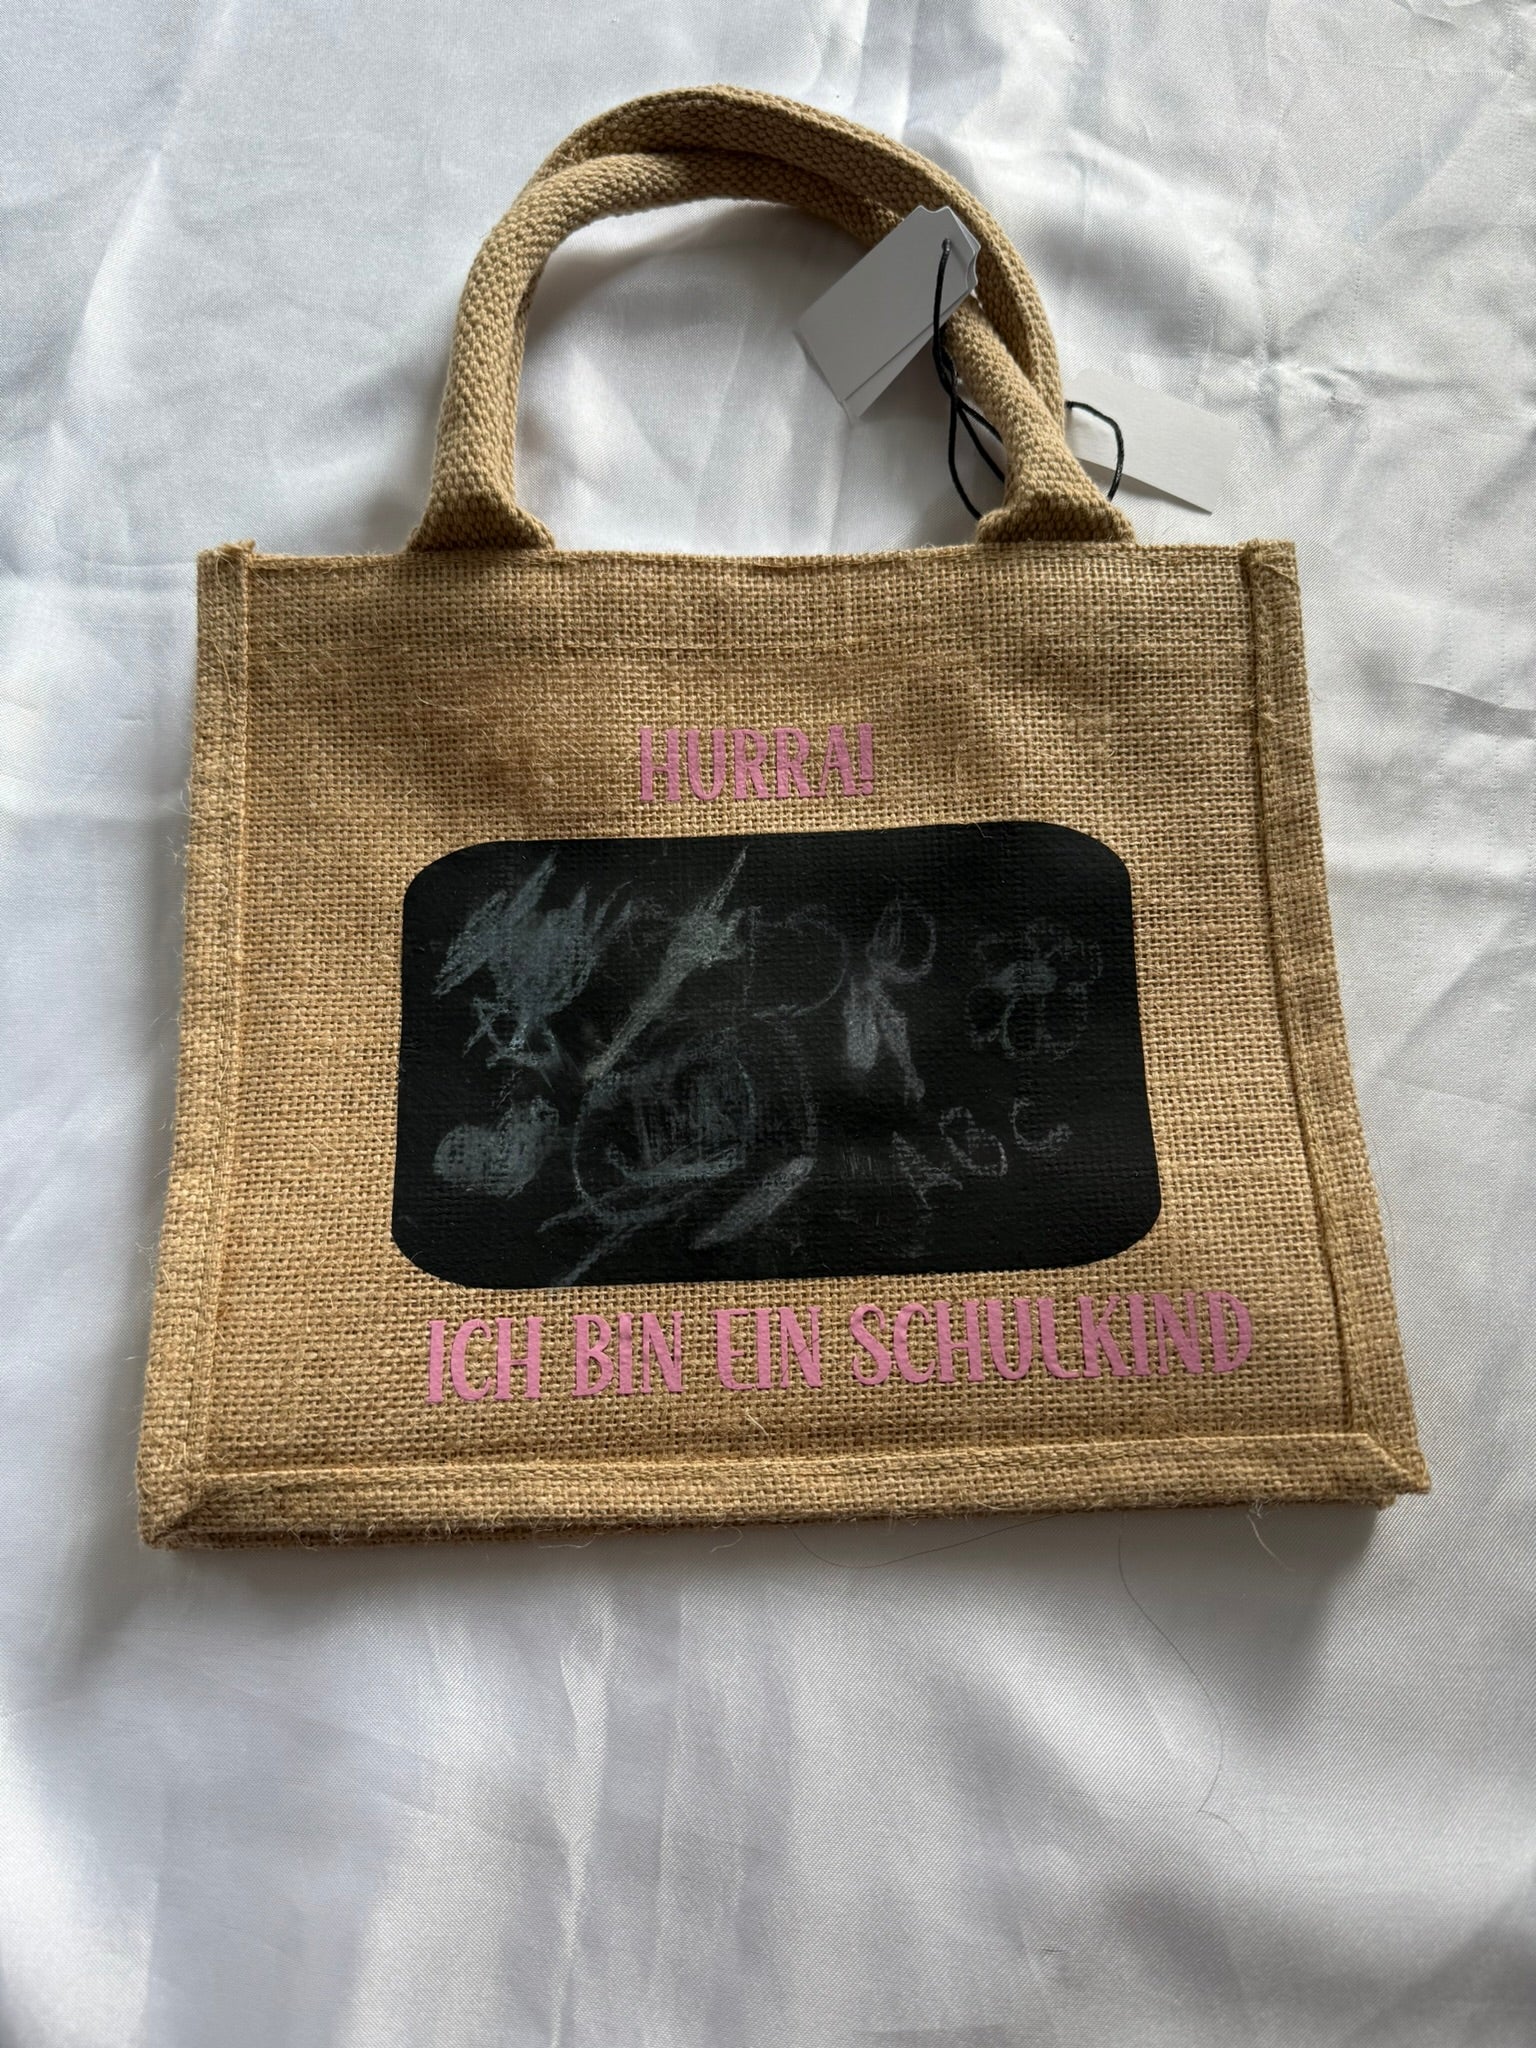 HURRA!
ABC
ICH BIN EIN SCHULKIND